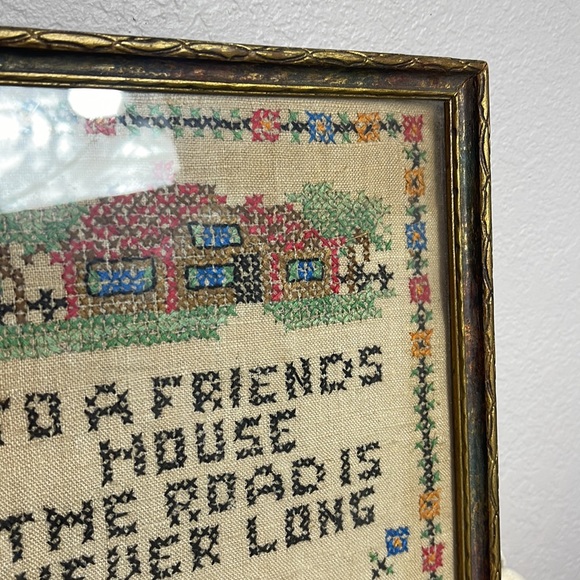 TO A FRIENDS
HOUSE
THE ROAD IS
NEVER LONG